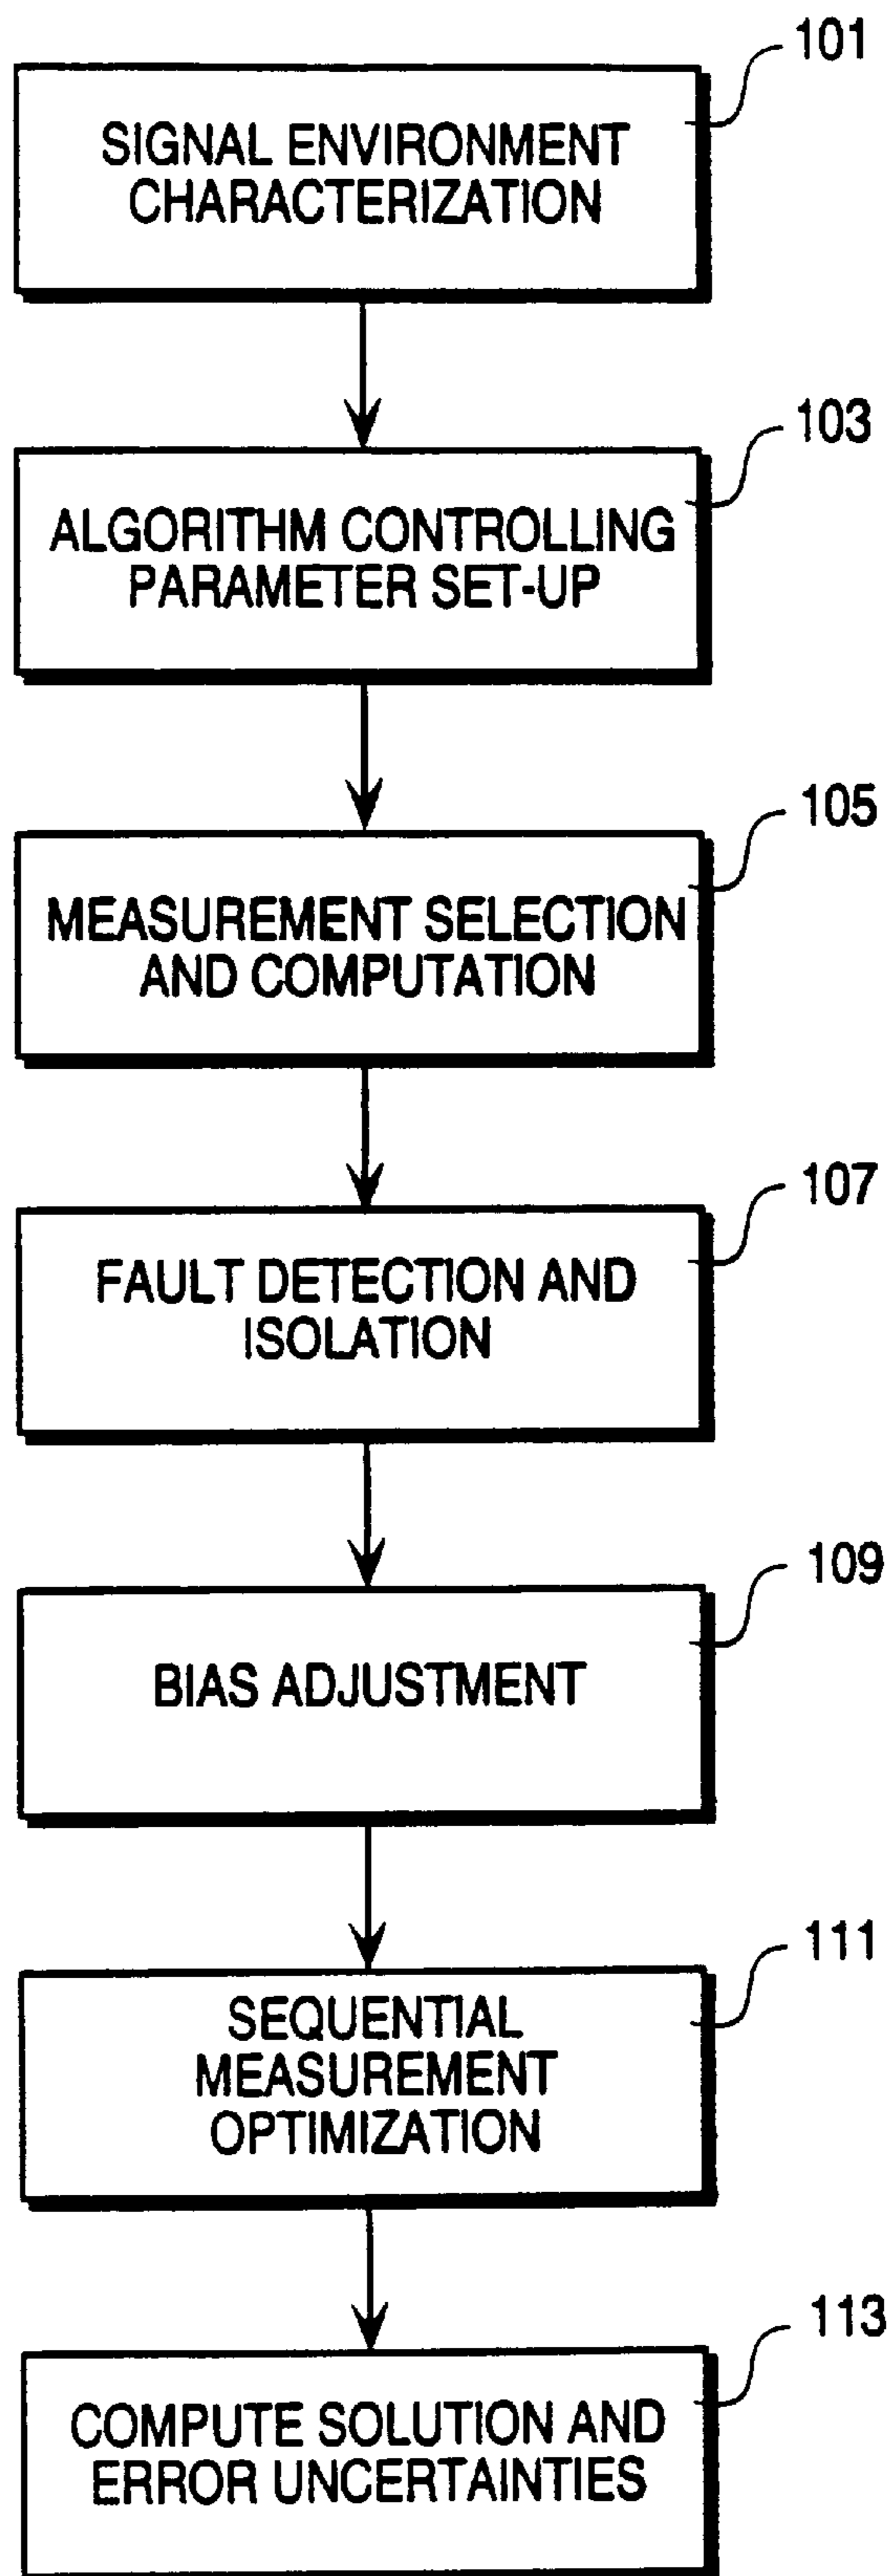 101
SIGNAL ENVIRONMENT
CHARACTERIZATION
103
ALGORITHM CONTROLLING
PARAMETER SET-UP
105
MEASUREMENT SELECTION
AND COMPUTATION
107
FAULT DETECTION AND
ISOLATION
109
BIAS ADJUSTMENT
111
SEQUENTIAL
MEASUREMENT
OPTIMIZATION
113
COMPUTE SOLUTION AND
ERROR UNCERTAINTIES